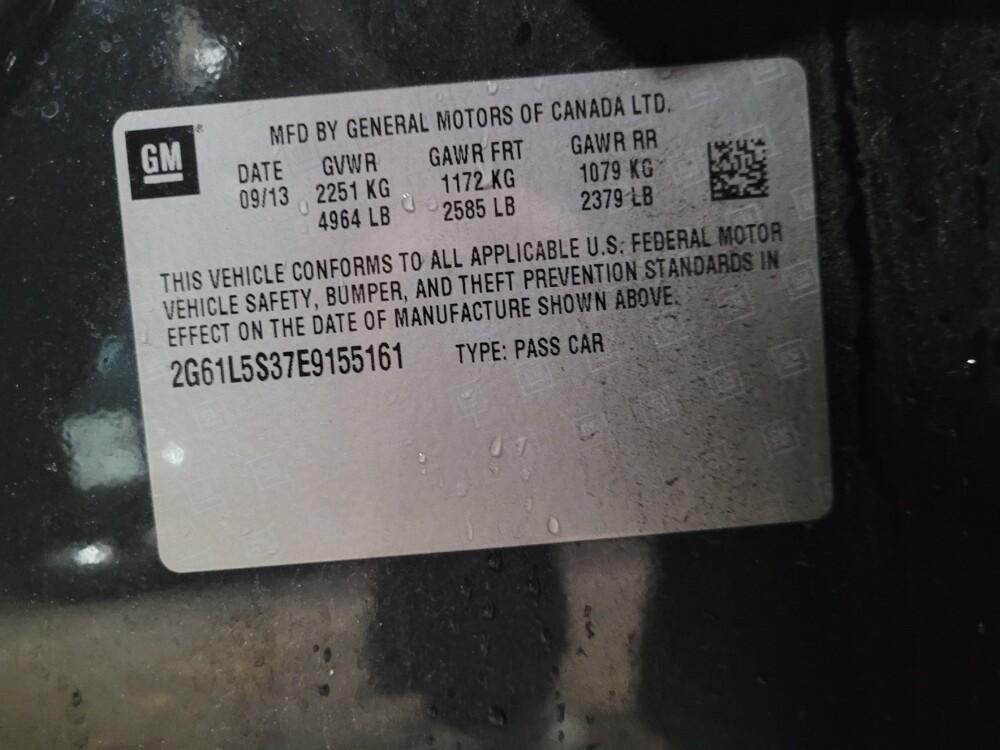 GM
MFD BY GENERAL MOTORS OF CANADA LTD.
DATE GVWR GAWR FRT GAWR RR
09/13 2251 KG 1172 KG 1079 KG
4964 LB 2585 LB 2379 LB
THIS VEHICLE CONFORMS TO ALL APPLICABLE U.S. FEDERAL MOTOR
VEHICLE SAFETY, BUMPER, AND THEFT PREVENTION STANDARDS IN
EFFECT ON THE DATE OF MANUFACTURE SHOWN ABOVE.
2G61L5S37E9155161 TYPE: PASS CAR